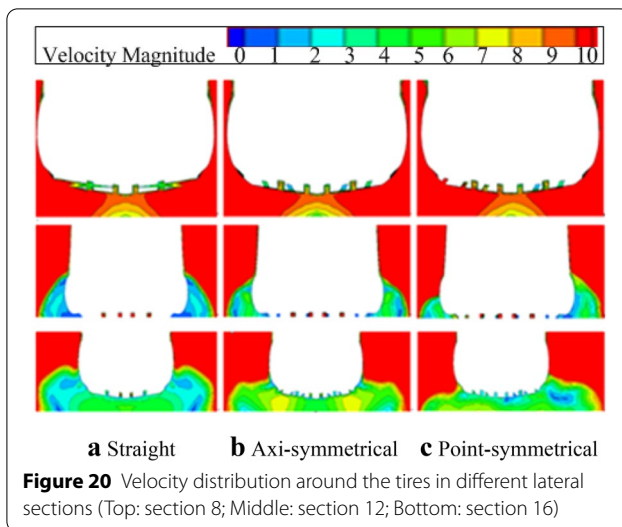 Velocity Magnitude 0 1 2 3 4 5 6 7 8 9 10
a Straight b Axi-symmetrical c Point-symmetrical
Figure 20 Velocity distribution around the tires in different lateral
sections (Top: section 8; Middle: section 12; Bottom: section 16)